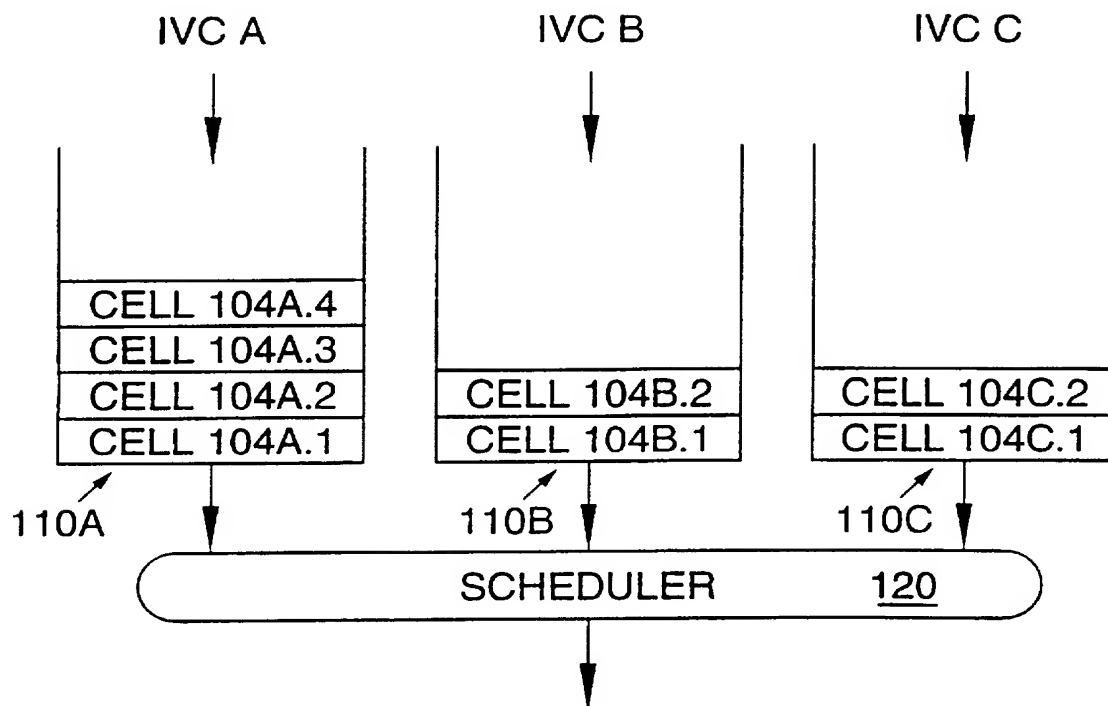 IVC A
IVC B
IVC C
CELL 104A.4
CELL 104A.3
CELL 104A.2
CELL 104A.1
CELL 104B.2
CELL 104B.1
CELL 104C.2
CELL 104C.1
110A
110B
110C
SCHEDULER 120